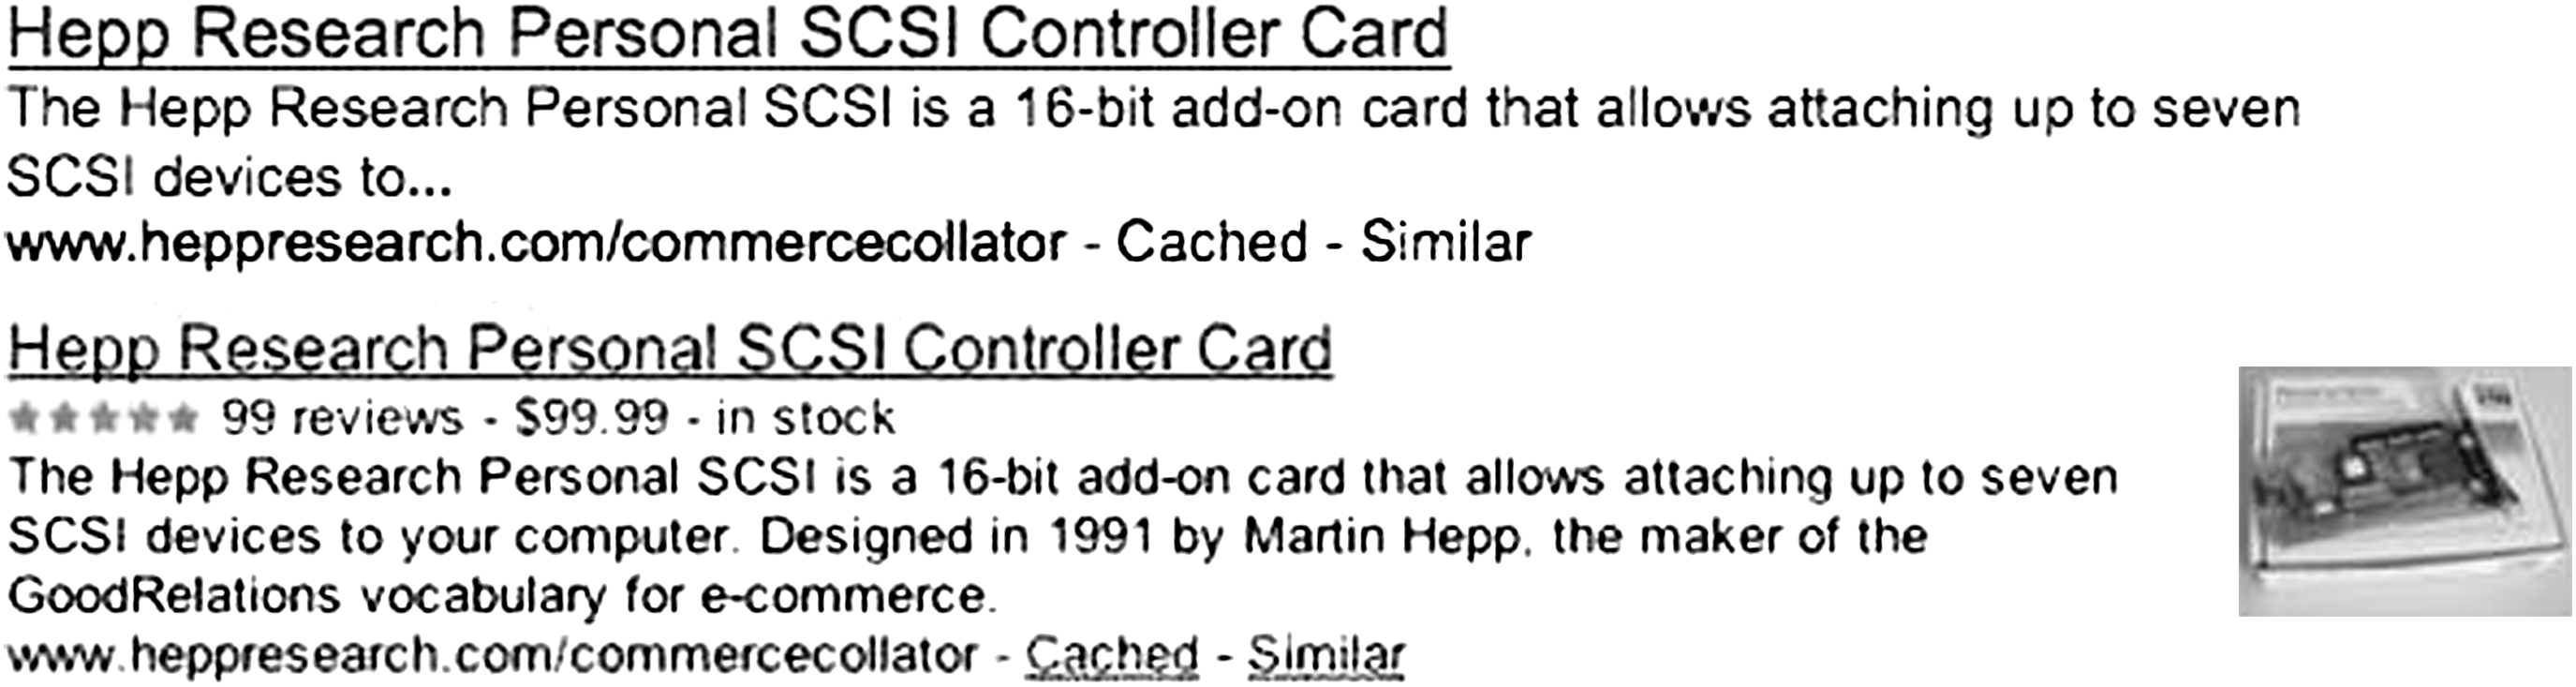 Hepp Research Personal SCSI Controller Card
The Hepp Research Personal SCSI is a 16-bit add-on card that allows attaching up to seven
SCSI devices to...
www.heppresearch.com/commercecollator - Cached - Similar
Hepp Research Personal SCSI Controller Card
★★★★★ 99 reviews - $99.99 - in stock
The Hepp Research Personal SCSI is a 16-bit add-on card that allows attaching up to seven
SCSI devices to your computer. Designed in 1991 by Martin Hepp, the maker of the
GoodRelations vocabulary for e-commerce.
www.heppresearch.com/commercecollator - Cached - Similar